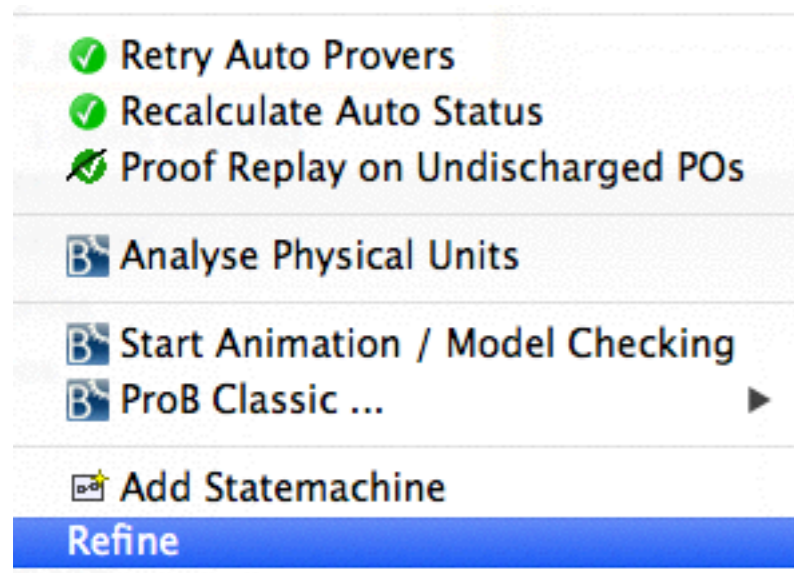 Retry Auto Provers
Recalculate Auto Status
Proof Replay on Undischarged POs
Analyse Physical Units
Start Animation / Model Checking
ProB Classic ...
Add Statemachine
Refine